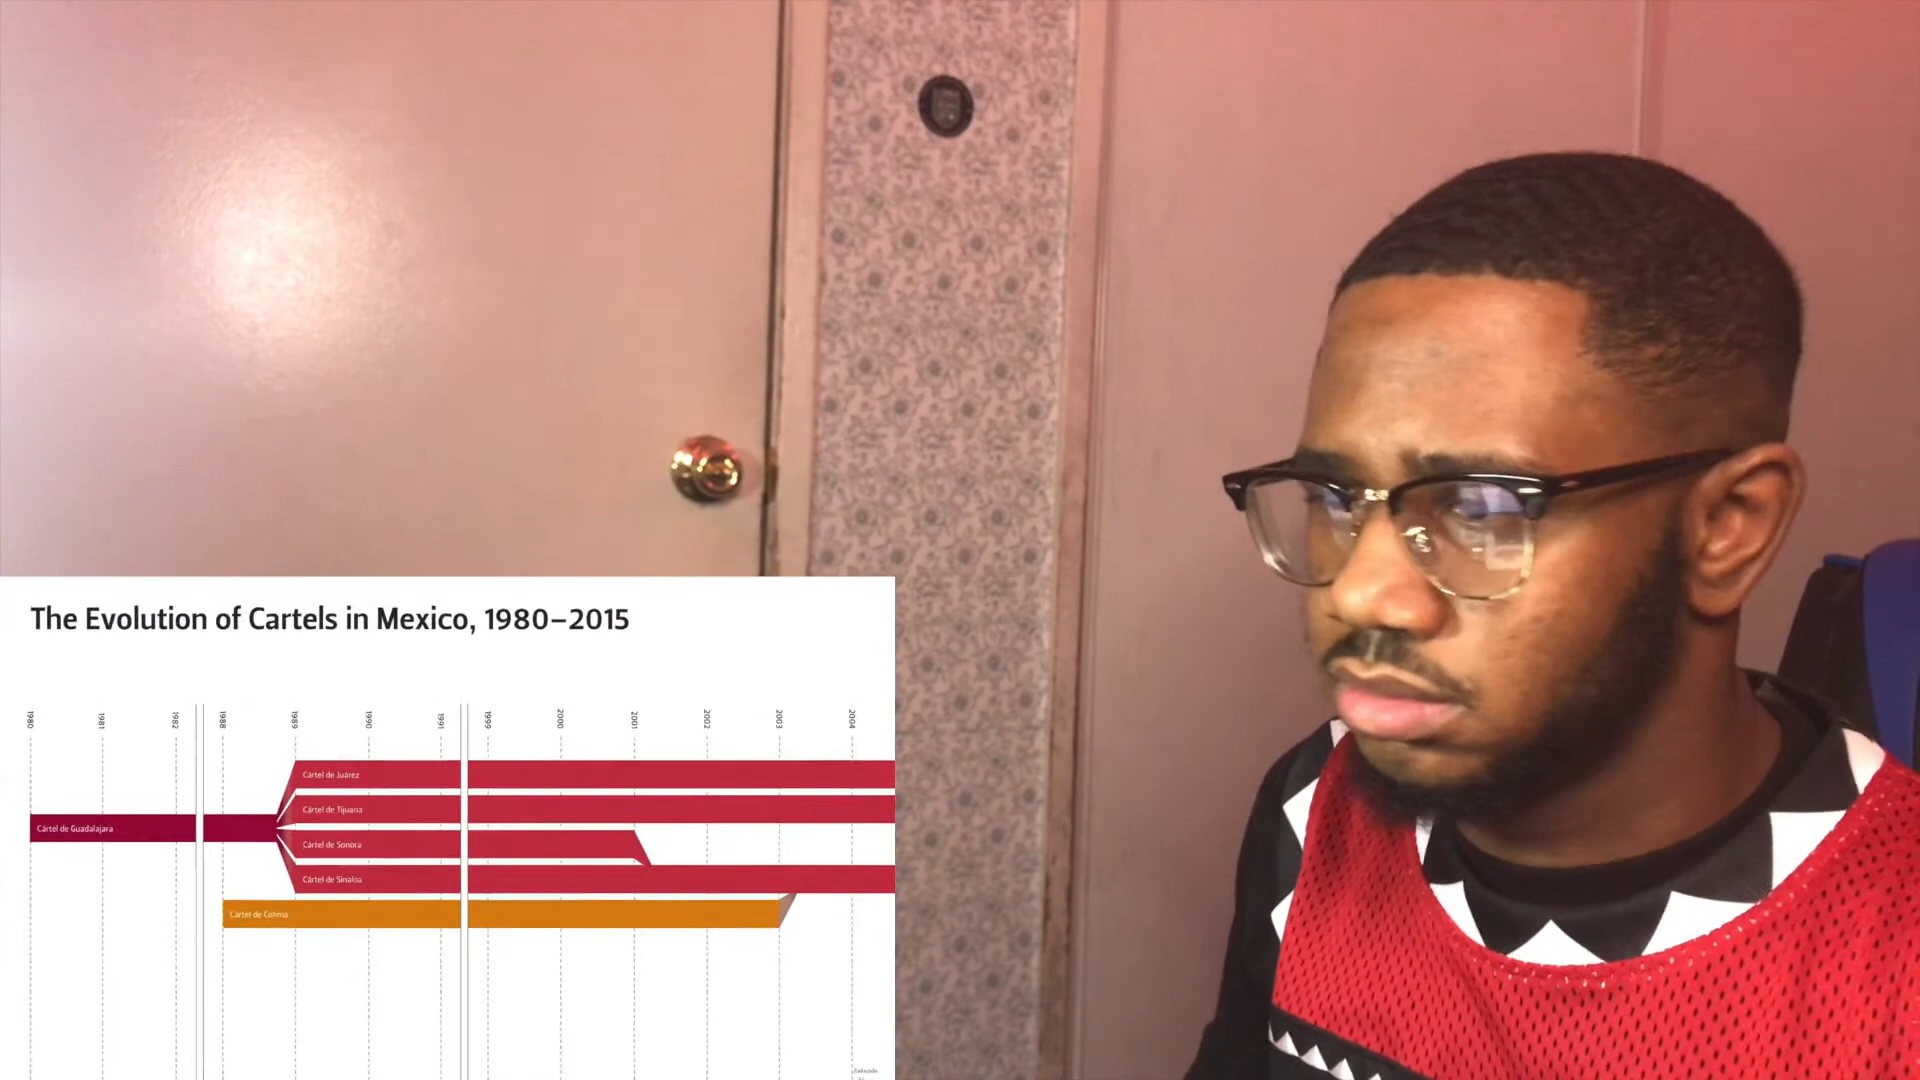 The Evolution of Cartels in Mexico, 1980–2015
1980 1981 1982 1988 1989 1990 1991 1999 2000 2001 2002 2003 2004
Cártel de Juárez
Cártel de Tijuana
Cártel de Guadalajara
Cártel de Sonora
Cártel de Sinaloa
Cártel de Colima